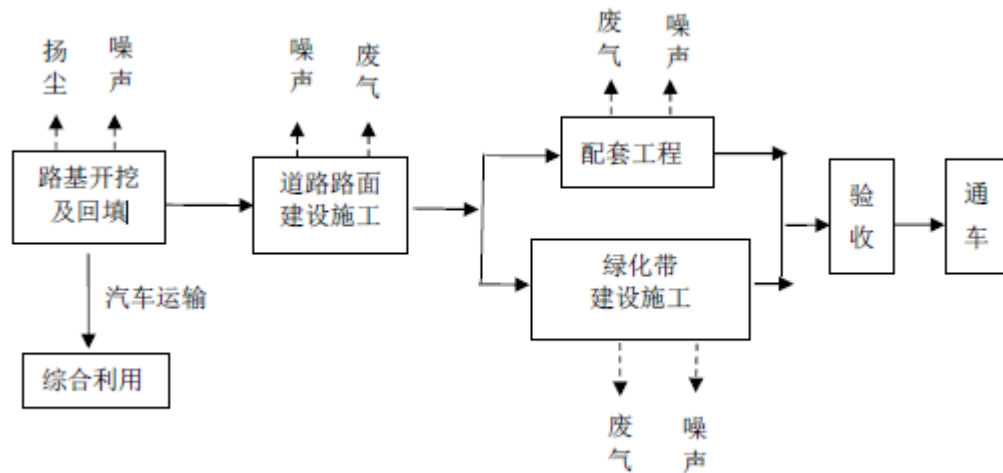 扬尘
噪声
噪声
废气
废气
噪声
路基开挖
及回填
道路路面
建设施工
配套工程
绿化带
建设施工
验收
通车
汽车运输
综合利用
废气
噪声